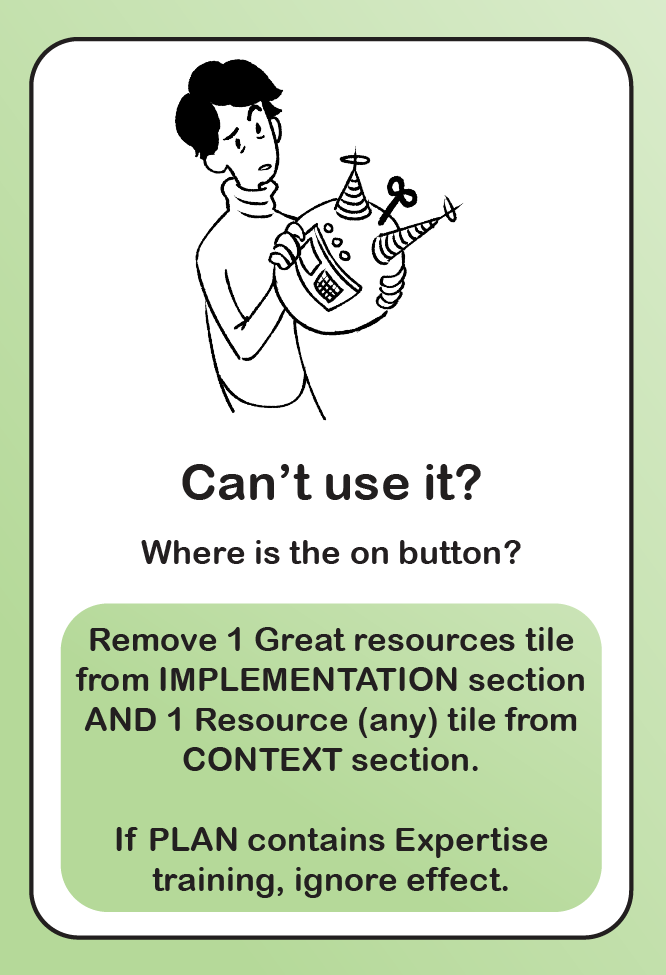 Can’t use it?
Where is the on button?
Remove 1 Great resources tile
from IMPLEMENTATION section
AND 1 Resource (any) tile from
CONTEXT section.
If PLAN contains Expertise
training, ignore effect.